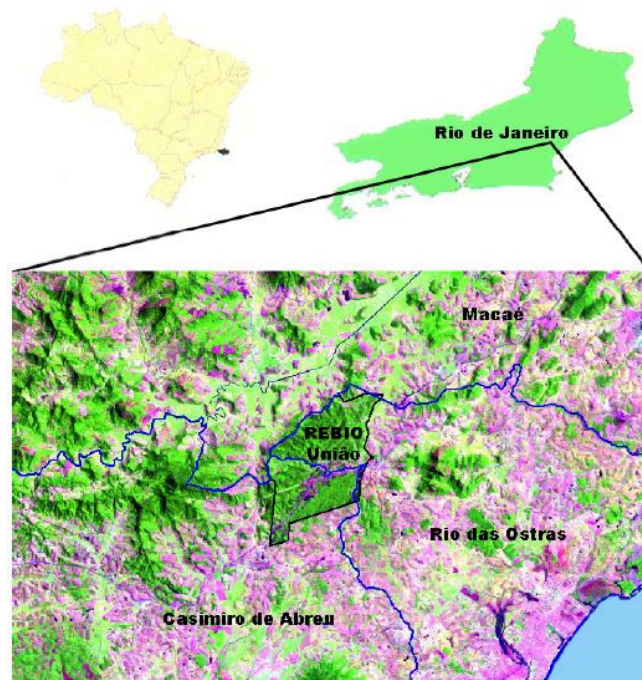 Rio de Janeiro
Macaé
REBIO
União
Rio das Ostras
Casimiro de Abreu